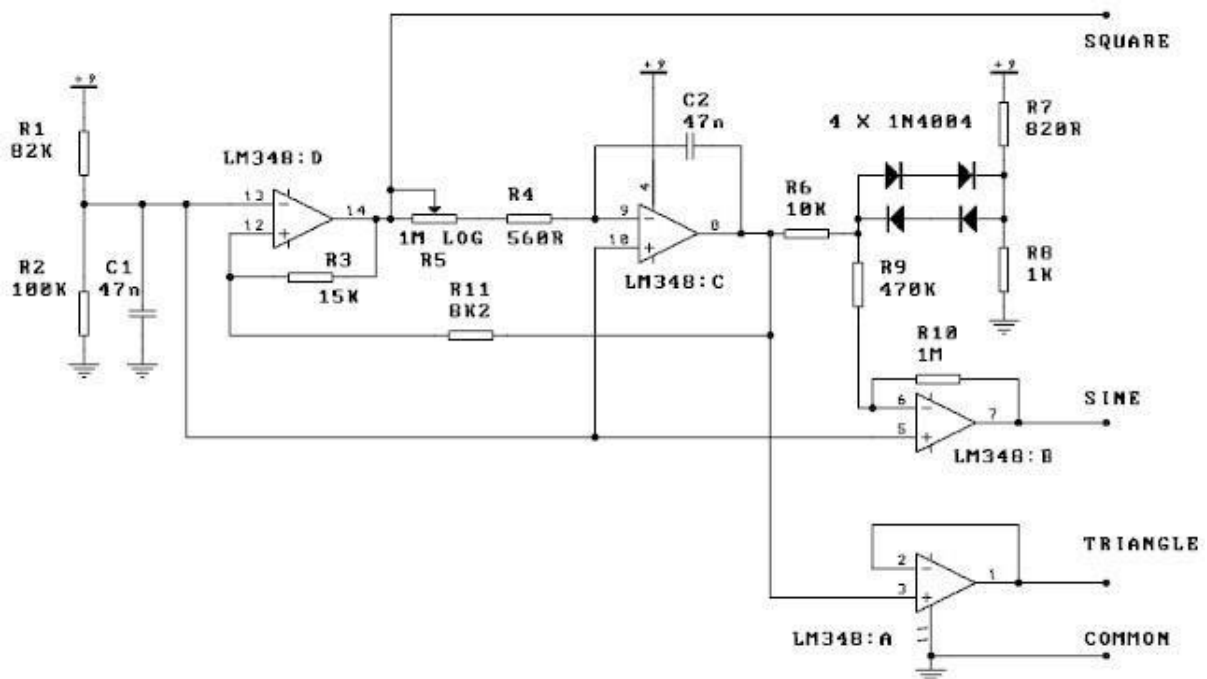 SQUARE
+9
+9
+9
R1
82K
C2
47n
4 X 1N4004
R7
820R
LM348:D
13
12
14
R4
560R
1M LOG
R5
9
10
4
8
R6
10K
LM348:C
R2
100K
C1
47n
R3
15K
R11
8K2
R9
470K
R8
1K
R10
1M
6
5
7
SINE
LM348:B
TRIANGLE
2
3
1
LM348:A
11
COMMON